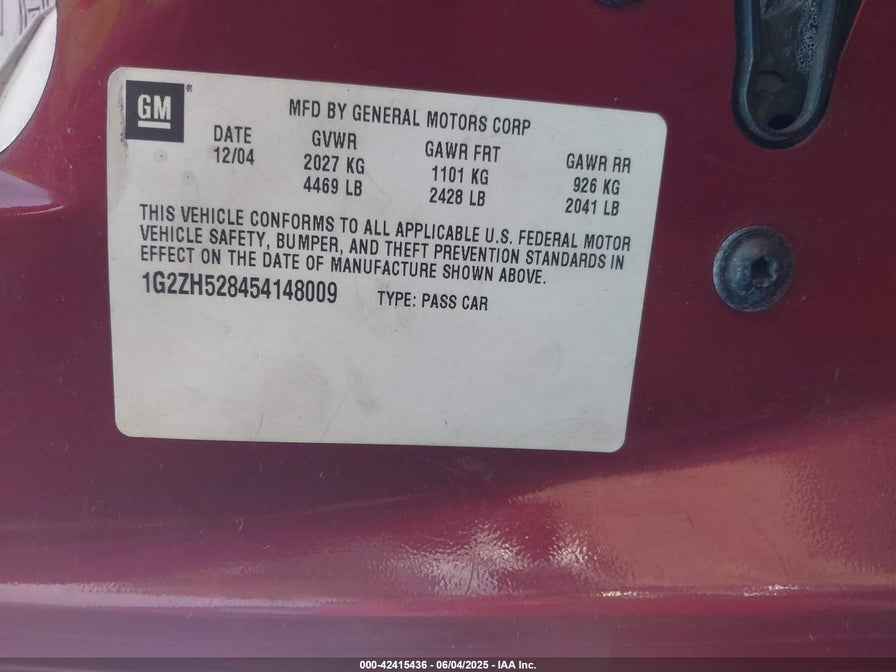 GM®
MFD BY GENERAL MOTORS CORP
DATE GVWR GAWR FRT GAWR RR
12/04 2027 KG 1101 KG 926 KG
4469 LB 2428 LB 2041 LB
THIS VEHICLE CONFORMS TO ALL APPLICABLE U.S. FEDERAL MOTOR
VEHICLE SAFETY, BUMPER, AND THEFT PREVENTION STANDARDS IN
EFFECT ON THE DATE OF MANUFACTURE SHOWN ABOVE.
1G2ZH528454148009 TYPE: PASS CAR
000-42415436 - 06/04/2025 - IAA Inc.